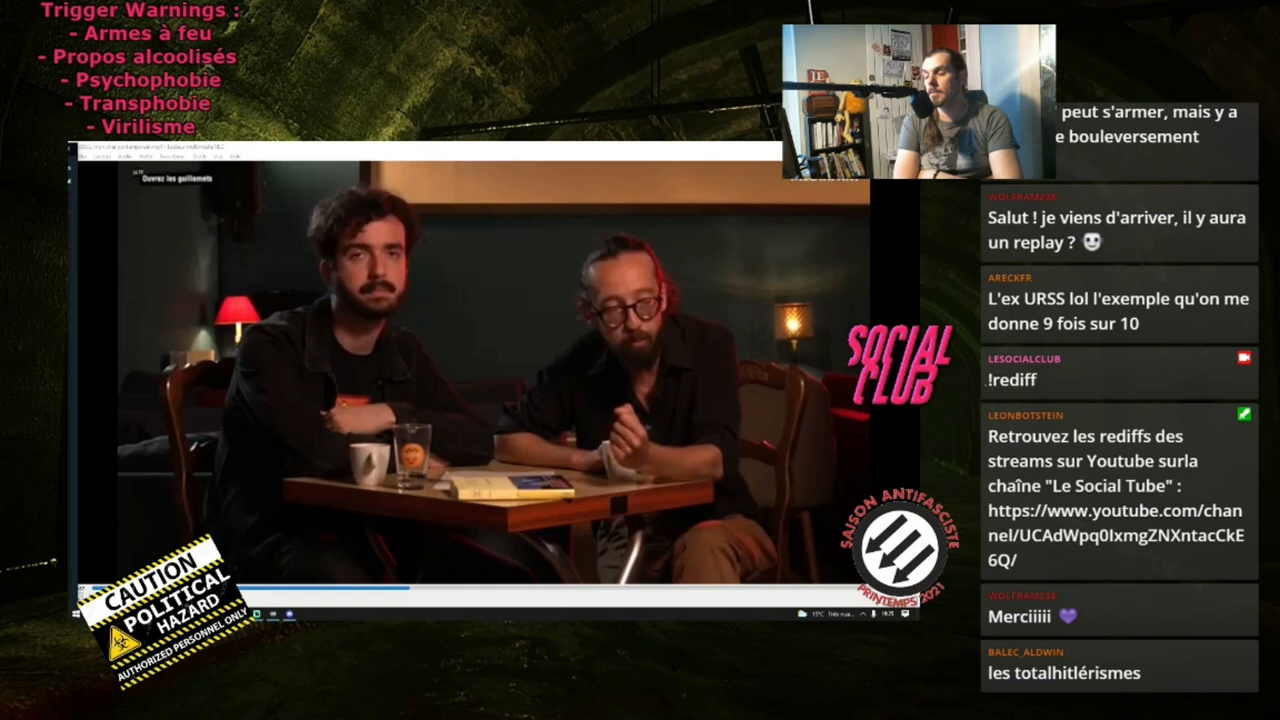 Trigger Warnings :
- Armes à feu
- Propos alcoolisés
- Psychophobie
- Transphobie
- Virilisme
Ouvrez les guillemets
JE
SOCIAL
CLUB
SAISON ANTIFASCISTE
PRINTEMPS 2021
CAUTION
POLITICAL
HAZARD
AUTHORIZED PERSONNEL ONLY
15°C
peut s'armer, mais y a
e bouleversement
WOLFRAM238
Salut ! je viens d'arriver, il y aura
un replay ?
ARECKFR
L'ex URSS lol l'exemple qu'on me
donne 9 fois sur 10
LESOCIALCLUB
!rediff
LEONBOTSTEIN
Retrouvez les rediffs des
streams sur Youtube surla
chaîne "Le Social Tube" :
https://www.youtube.com/chan
nel/UCAdWpq0IxmgZNXntacCkE
6Q/
WOLFRAM238
Merciiiii
BALEC_ALDWIN
les totalhitlérismes